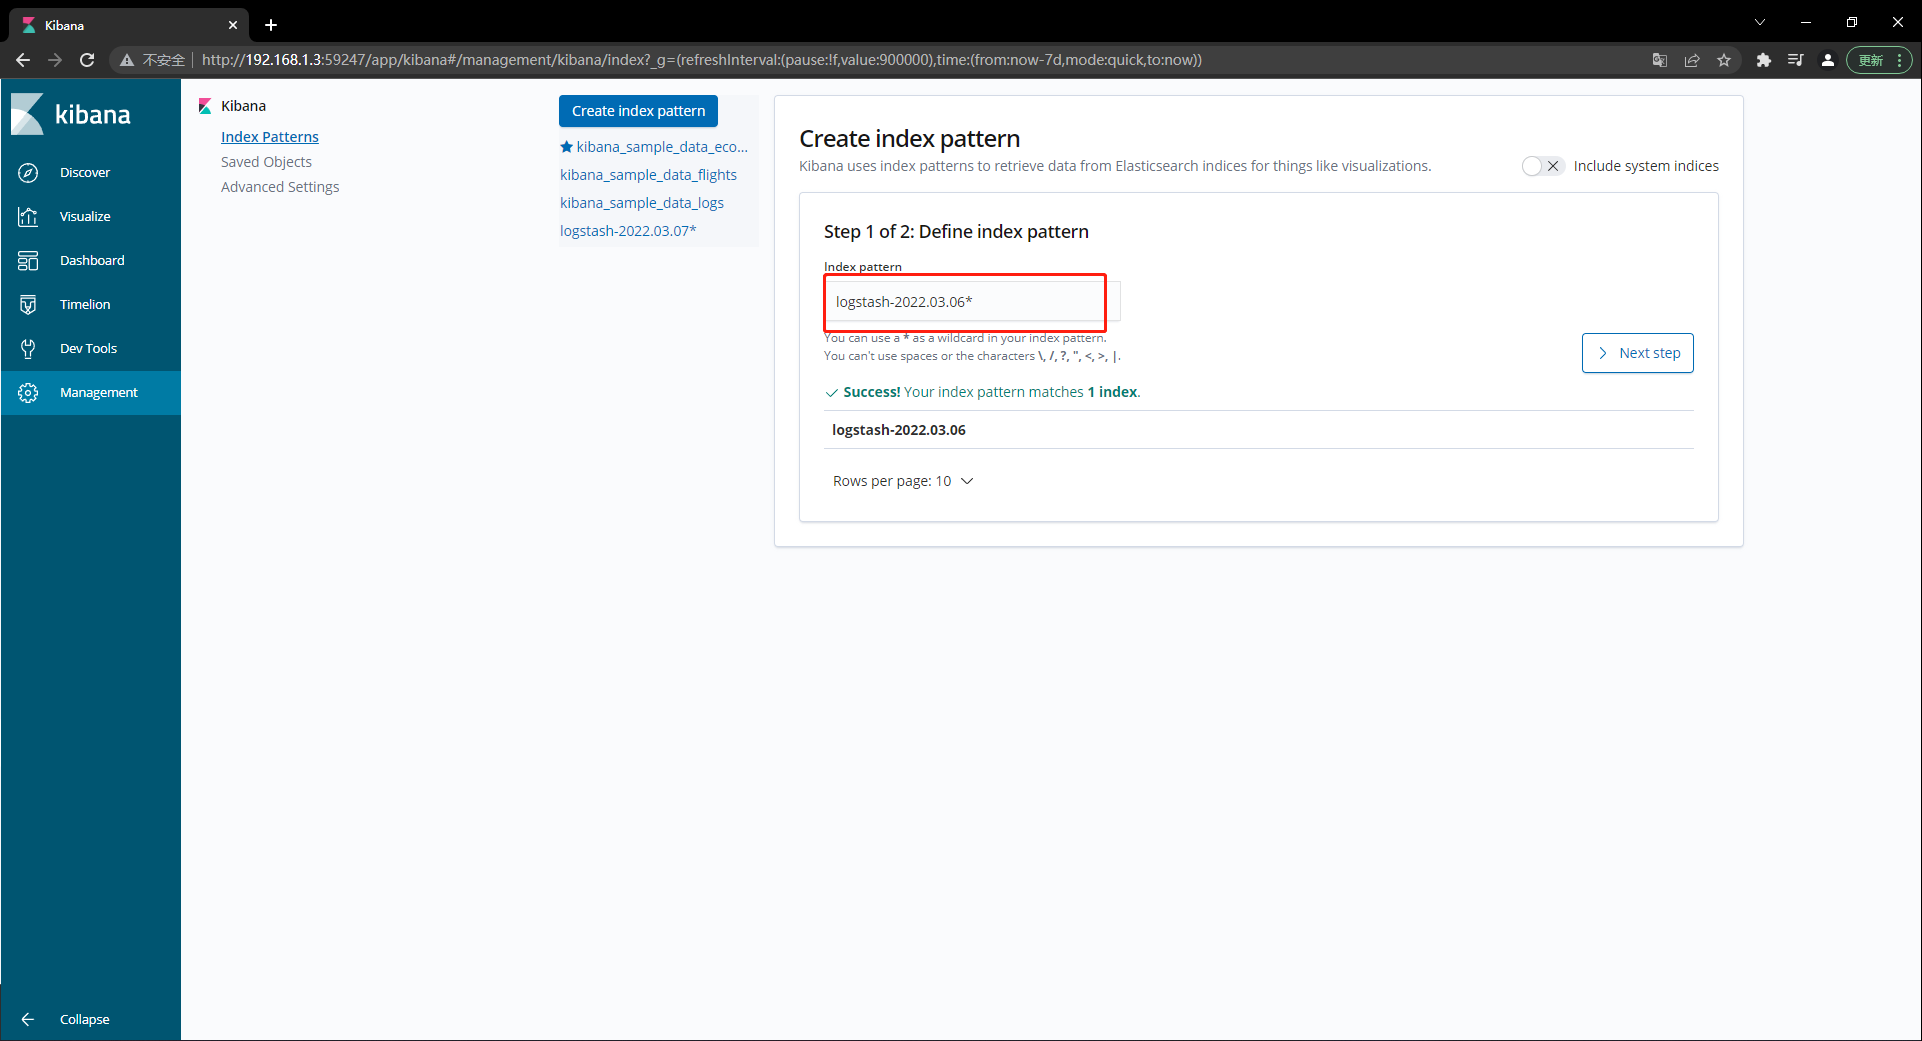 Kibana
不安全 http://192.168.1.3:59247/app/kibana#/management/kibana/index?_g=(refreshInterval:(pause:!f,value:900000),time:(from:now-7d,mode:quick,to:now))
更新
kibana
Discover
Visualize
Dashboard
Timelion
Dev Tools
Management
Collapse
Kibana
Index Patterns
Saved Objects
Advanced Settings
Create index pattern
kibana_sample_data_eco...
kibana_sample_data_flights
kibana_sample_data_logs
logstash-2022.03.07*
Create index pattern
Kibana uses index patterns to retrieve data from Elasticsearch indices for things like visualizations.
Include system indices
Step 1 of 2: Define index pattern
Index pattern
logstash-2022.03.06*
You can use a * as a wildcard in your index pattern.
You can't use spaces or the characters \, /, ?, ", <, >, |.
Next step
Success! Your index pattern matches 1 index.
logstash-2022.03.06
Rows per page: 10